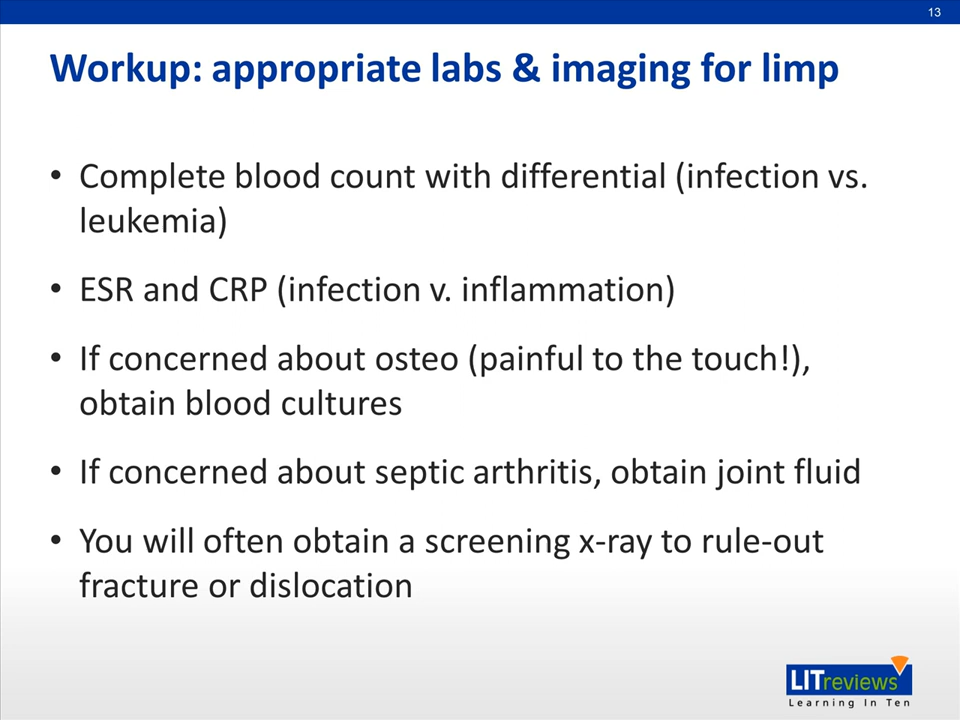 13
Workup: appropriate labs & imaging for limp
• Complete blood count with differential (infection vs.
leukemia)
• ESR and CRP (infection v. inflammation)
• If concerned about osteo (painful to the touch!),
obtain blood cultures
• If concerned about septic arthritis, obtain joint fluid
• You will often obtain a screening x-ray to rule-out
fracture or dislocation
LITreviews
Learning In Ten